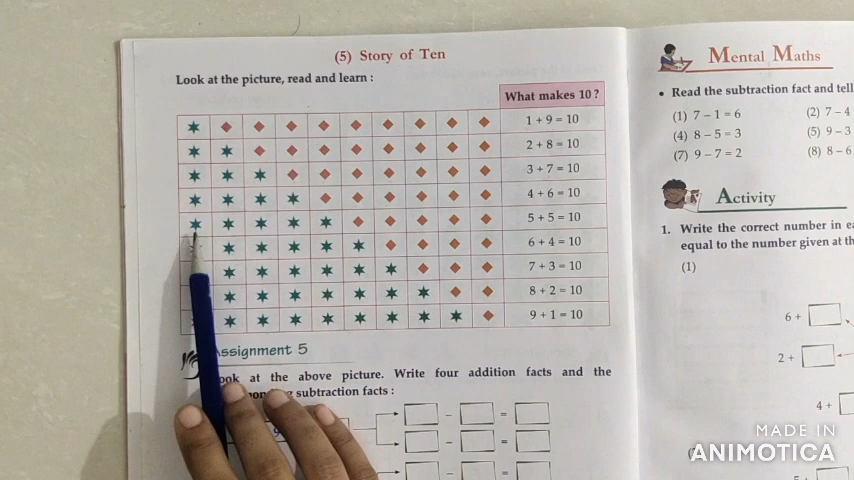 (5) Story of Ten
Look at the picture, read and learn :
What makes 10 ?
1 + 9 = 10
2 + 8 = 10
3 + 7 = 10
4 + 6 = 10
5 + 5 = 10
6 + 4 = 10
7 + 3 = 10
8 + 2 = 10
9 + 1 = 10
Assignment 5
at the above picture. Write four addition facts and the
subtraction facts :
- =
- =
- =
Mental Maths
• Read the subtraction fact and tell
(1) 7 – 1 = 6 (2) 7 – 4
(4) 8 – 5 = 3 (5) 9 – 3
(7) 9 – 7 = 2 (8) 8 – 6
Activity
1. Write the correct number in
equal to the number given at
(1)
6 +
2 +
4 +
MADE IN
ANIMOTICA